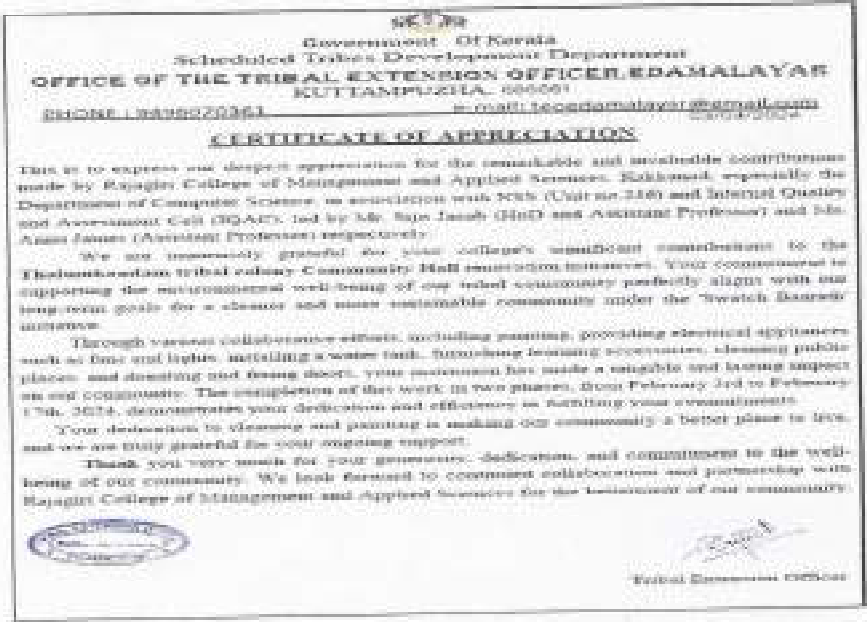 Government Of Kerala
Scheduled Tribes Development Department
OFFICE OF THE TRIBAL EXTENSION OFFICER, EDAMALAYAR
KUTTAMPUZHA,
PHONE : e-mail: teoedamalayar@gmail.com
CERTIFICATE OF APPRECIATION
This is to express our deepest appreciation for the remarkable and invaluable contributions
made by Rajagiri College of Management and Applied Sciences, Kakkanad, especially the
Department of Computer Science, in association with NSS (Unit no ) and Internal Quality
and Assessment Cell (IQAC), led by Mr. Jacob (HoD and Assistant Professor) and Ms.
James (Assistant Professor) respectively
We are immensely grateful for your college's significant contributions to the
tribal colony Community Hall renovation initiatives. Your commitment to
supporting the environmental well-being of our tribal community perfectly aligns with our
long-term goals for a cleaner and more sustainable community under the
initiative
Through various collaborative efforts, including painting, providing electrical appliances
such as fans and lights, installing a water tank, furnishing learning accessories, cleaning public
places, and donating and fixing doors, your has made a tangible and lasting impact
on our community. The completion of this work in two phases, from February 3rd to February
17th, 2024, demonstrates your dedication and efficiency in fulfilling your commitments.
Your dedication to cleaning and painting is making our community a better place to live,
and we are truly grateful for your ongoing support.
Thank you very much for your generosity, dedication, and commitment to the well-
being of our community. We look forward to continued collaboration and partnership with
Rajagiri College of Management and Applied Sciences for the betterment of our community.
Tribal Extension Officer